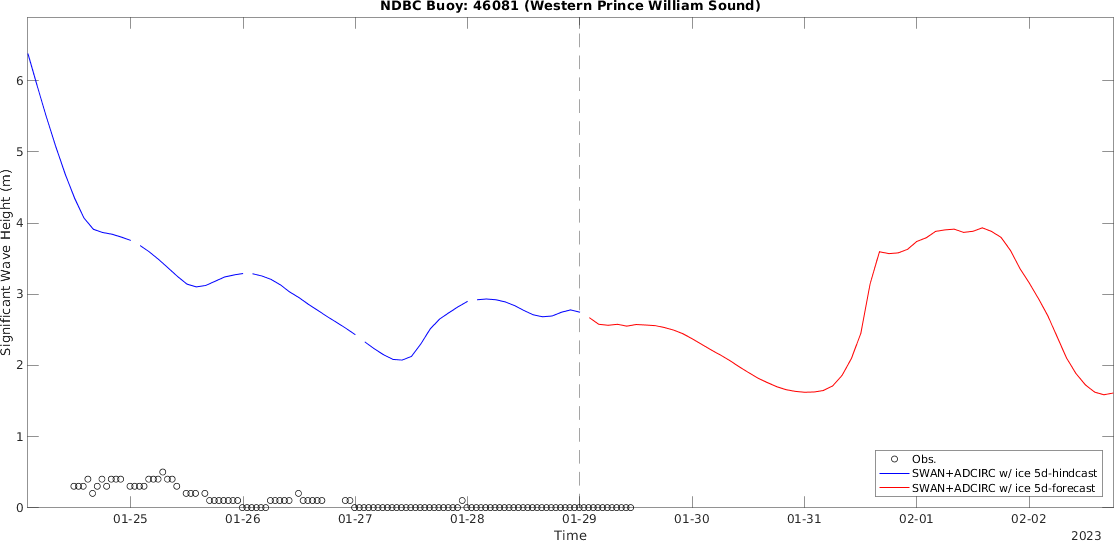 NDBC Buoy: 46081 (Western Prince William Sound)
Significant Wave Height (m)
6
5
4
3
2
1
0
Obs.
SWAN+ADCIRC w/ ice 5d-hindcast
SWAN+ADCIRC w/ ice 5d-forecast
01-25 01-26 01-27 01-28 01-29 01-30 01-31 02-01 02-02
Time
2023